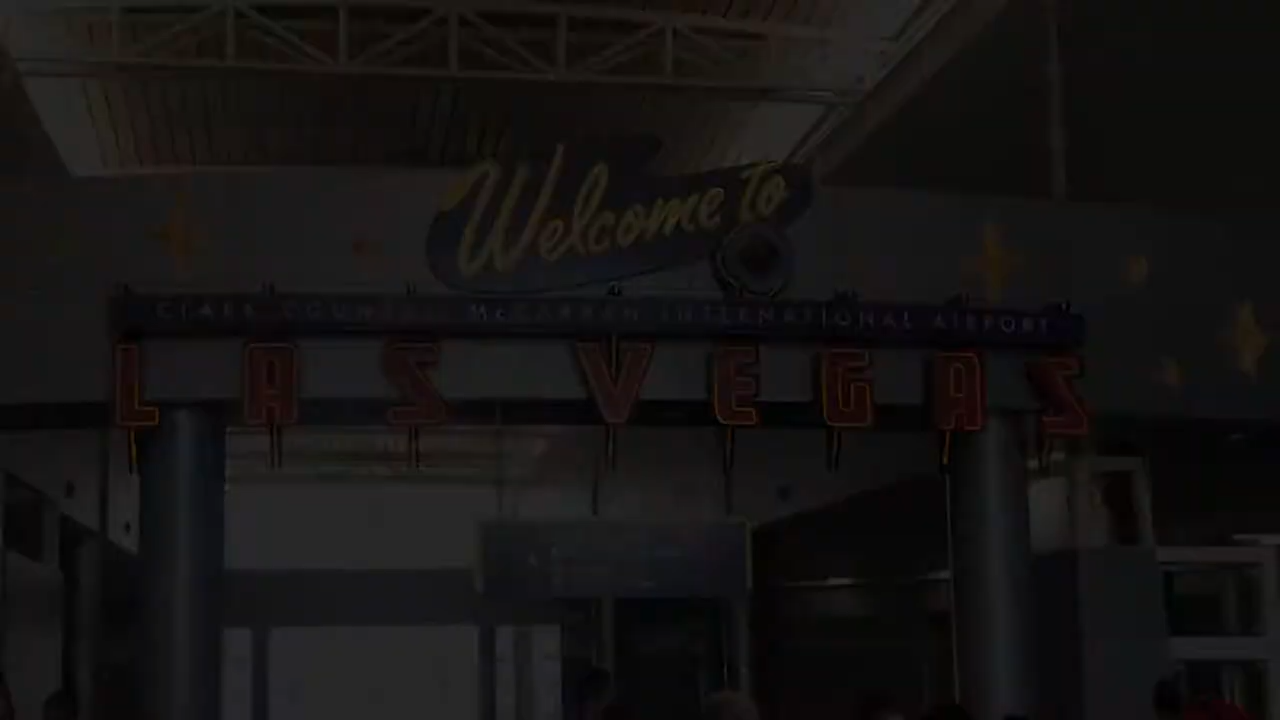 Welcome to
CLARK COUNTY McCARRAN INTERNATIONAL AIRPORT
LAS VEGAS